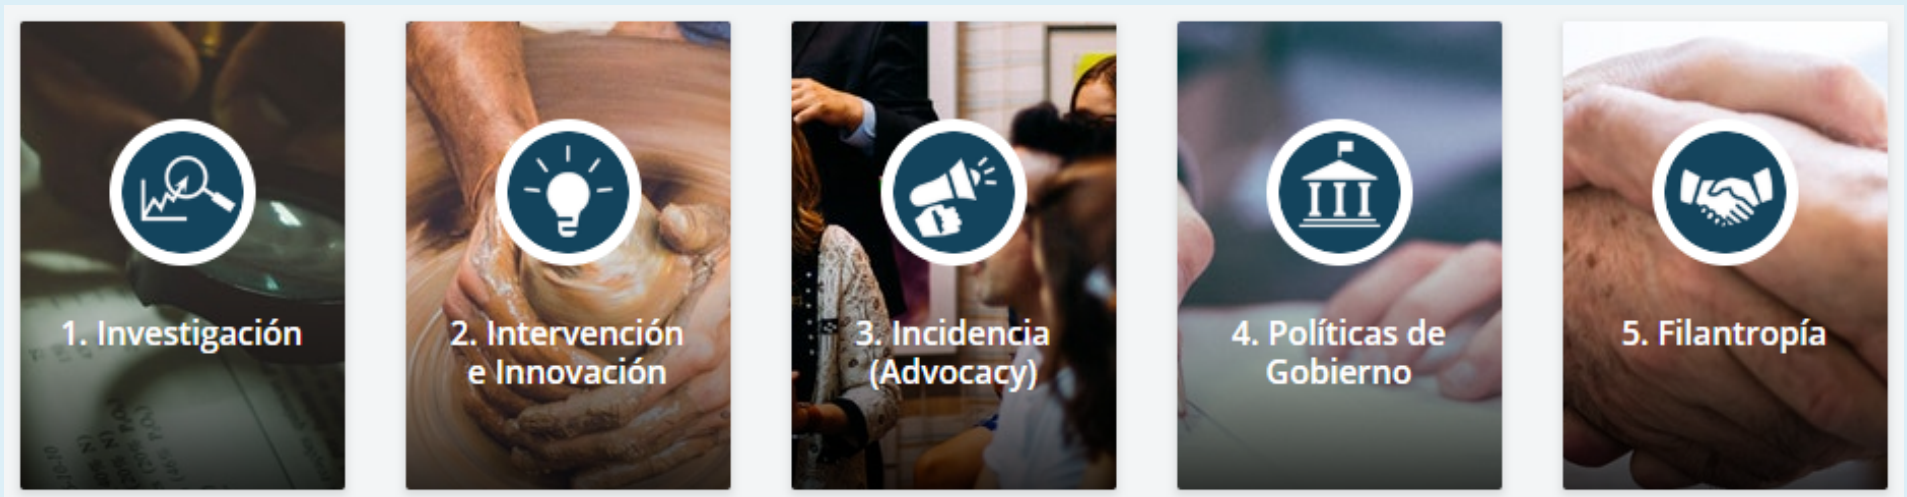 1. Investigación
2. Intervención
e Innovación
3. Incidencia
(Advocacy)
4. Políticas de
Gobierno
5. Filantropía